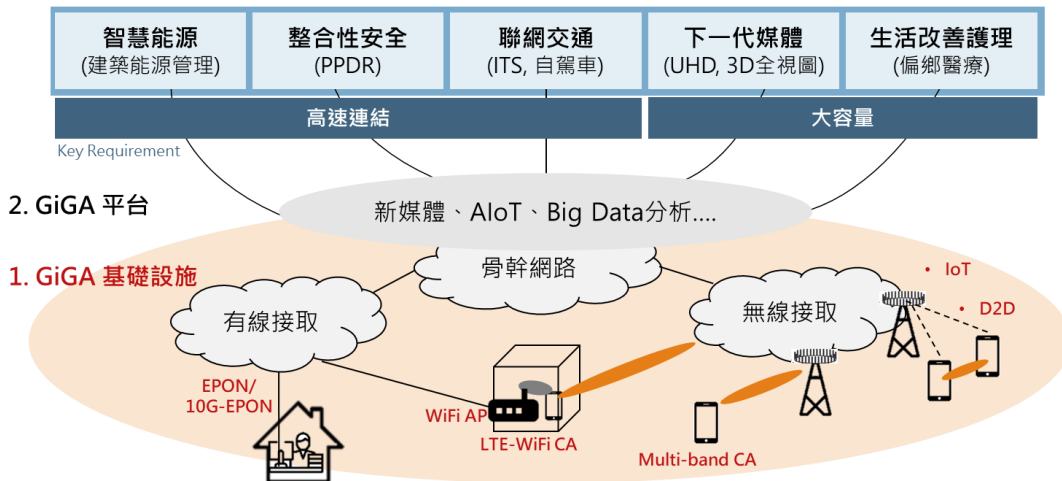 智慧能源
(建築能源管理)
整合性安全
(PPDR)
聯網交通
(ITS, 自駕車)
下一代媒體
(UHD, 3D全視圖)
生活改善護理
(偏鄉醫療)
高速連結
大容量
Key Requirement
2. GiGA 平台
新媒體、AIoT、Big Data分析....
1. GiGA 基礎設施
骨幹網路
有線接取
無線接取
• IoT
• D2D
EPON/
10G-EPON
WiFi AP
LTE-WiFi CA
Multi-band CA